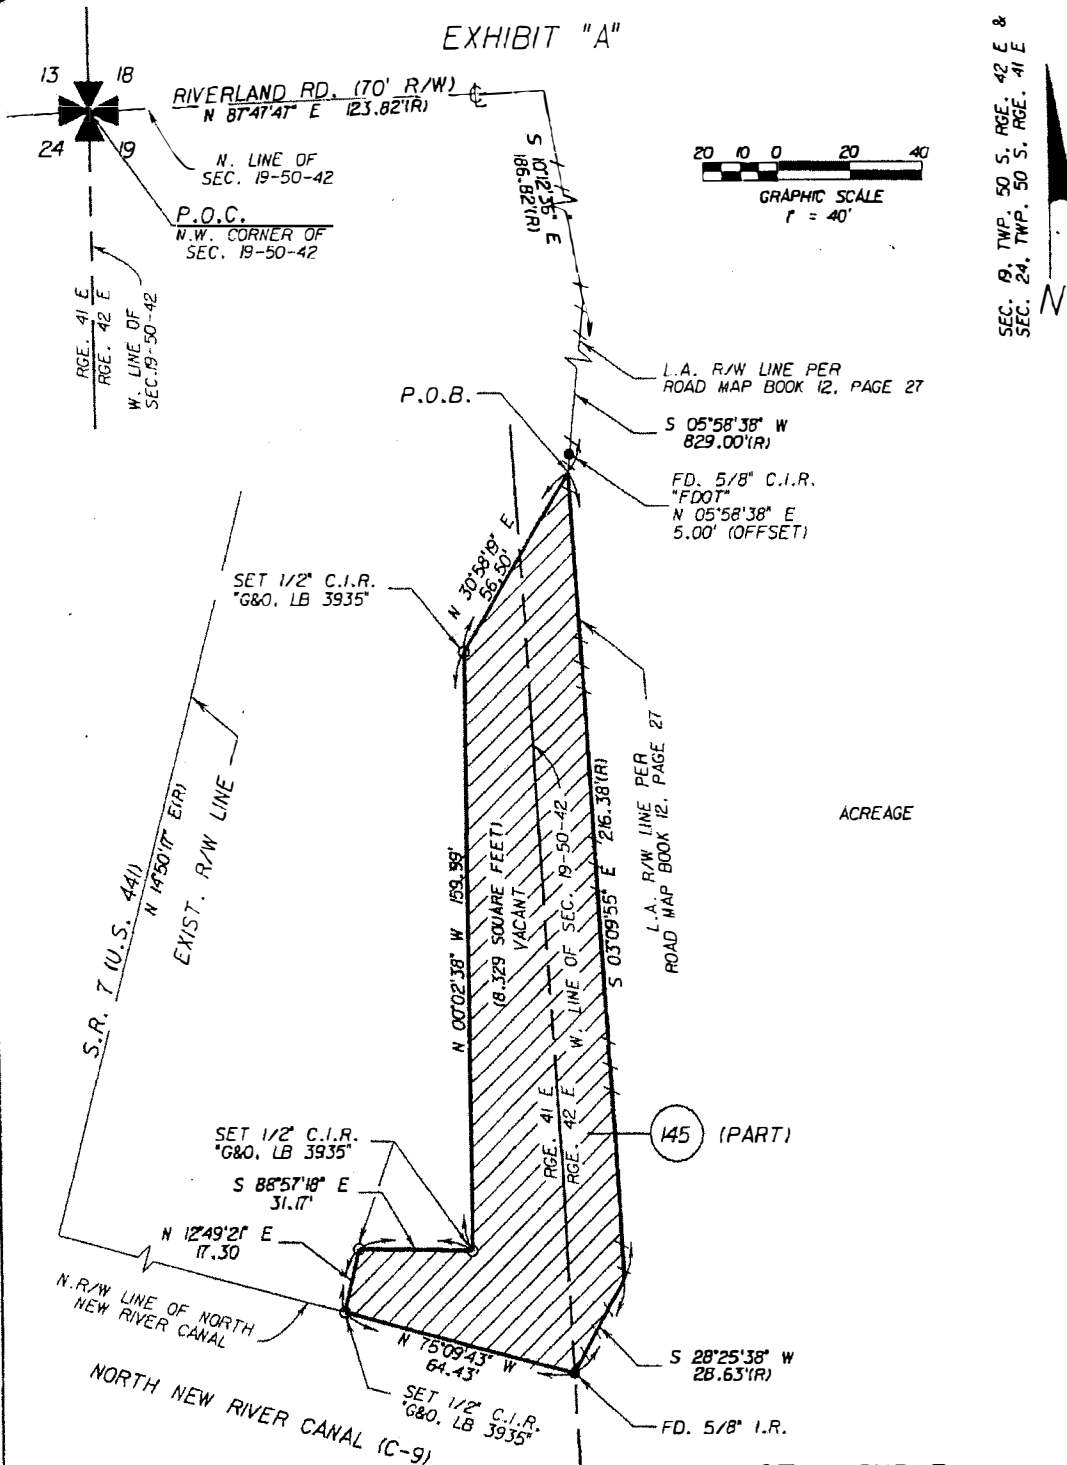 EXHIBIT "A"
SEC. 19, TWP. 50 S. RGE. 42 E &
SEC. 24, TWP. 50 S. RGE. 41 E
N
13 18
24 19
RIVERLAND RD. (70' R/W)
N 87°47'47" E 123.82'(R)
N. LINE OF
SEC. 19-50-42
P.O.C.
N.W. CORNER OF
SEC. 19-50-42
RGE. 41 E
RGE. 42 E
W. LINE OF
SEC.19-50-42
S 10°12'56" E
186.82'(R)
20 10 0 20 40
GRAPHIC SCALE
1" = 40'
L.A. R/W LINE PER
ROAD MAP BOOK 12, PAGE 27
P.O.B.
S 05°58'38" W
829.00'(R)
FD. 5/8" C.I.R.
"FDOT"
N 05°58'38" E
5.00' (OFFSET)
N 30°58'19" E
56.50'
SET 1/2" C.I.R.
"G&O, LB 3935"
S.R. 7 (U.S. 441)
N 14°50'17" E(R)
EXIST. R/W LINE
N 00°02'38" W 159.99'
(8,329 SQUARE FEET)
VACANT
W. LINE OF SEC. 19-50-42
RGE. 41 E
RGE. 42 E
S 03°09'55" E 216.38'(R)
L.A. R/W LINE PER
ROAD MAP BOOK 12, PAGE 27
ACREAGE
145 (PART)
SET 1/2" C.I.R.
"G&O, LB 3935"
S 88°57'18" E
31.17'
N 12°49'21" E
17.30
N.R/W LINE OF NORTH
NEW RIVER CANAL
N 75°09'43" W
64.43'
S 28°25'38" W
28.63'(R)
SET 1/2" C.I.R.
"G&O, LB 3935"
FD. 5/8" I.R.
NORTH NEW RIVER CANAL (C-9)